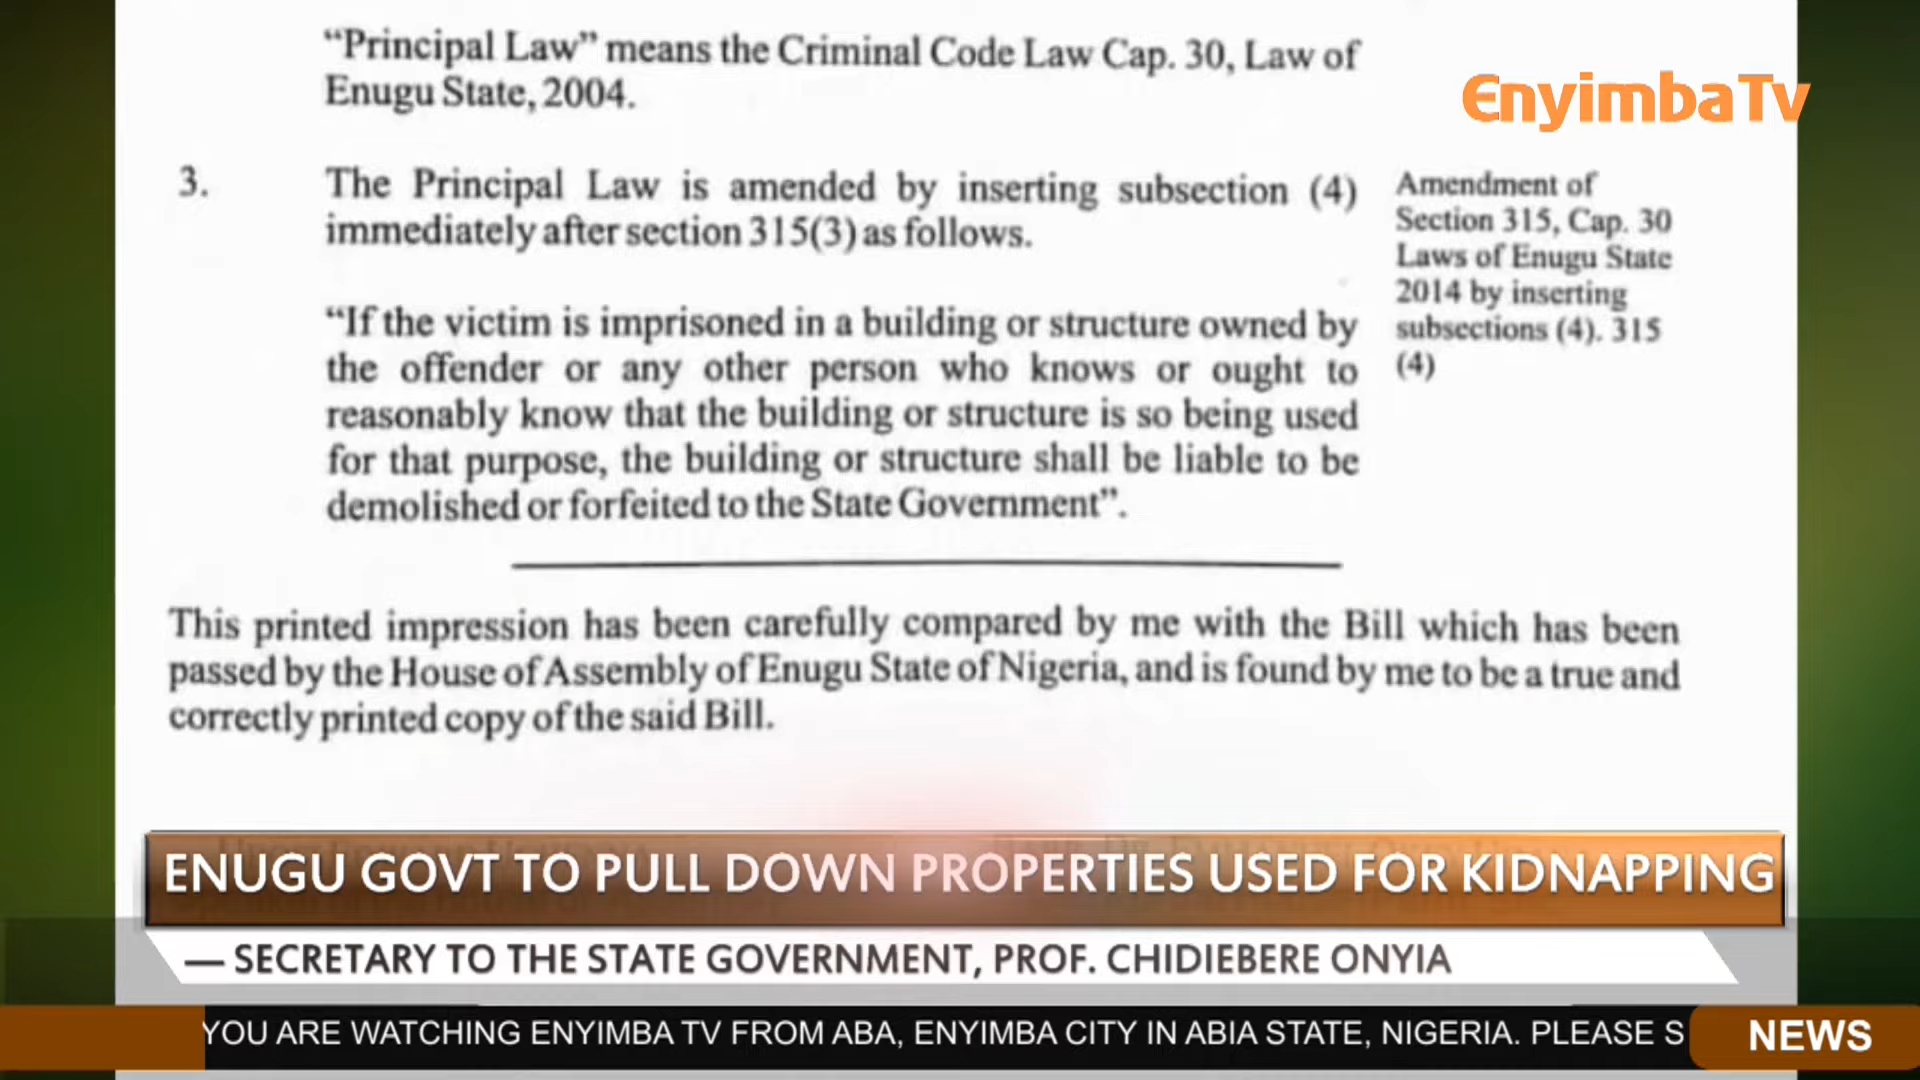 “Principal Law” means the Criminal Code Law Cap. 30, Law of
Enugu State, 2004.
EnyimbaTv
3.
The Principal Law is amended by inserting subsection (4)
immediately after section 315(3) as follows.
Amendment of
Section 315, Cap. 30
Laws of Enugu State
2014 by inserting
subsections (4). 315
(4)
“If the victim is imprisoned in a building or structure owned by
the offender or any other person who knows or ought to
reasonably know that the building or structure is so being used
for that purpose, the building or structure shall be liable to be
demolished or forfeited to the State Government”.
This printed impression has been carefully compared by me with the Bill which has been
passed by the House of Assembly of Enugu State of Nigeria, and is found by me to be a true and
correctly printed copy of the said Bill.
ENUGU GOVT TO PULL DOWN PROPERTIES USED FOR KIDNAPPING
— SECRETARY TO THE STATE GOVERNMENT, PROF. CHIDIEBERE ONYIA
YOU ARE WATCHING ENYIMBA TV FROM ABA, ENYIMBA CITY IN ABIA STATE, NIGERIA. PLEASE S
NEWS